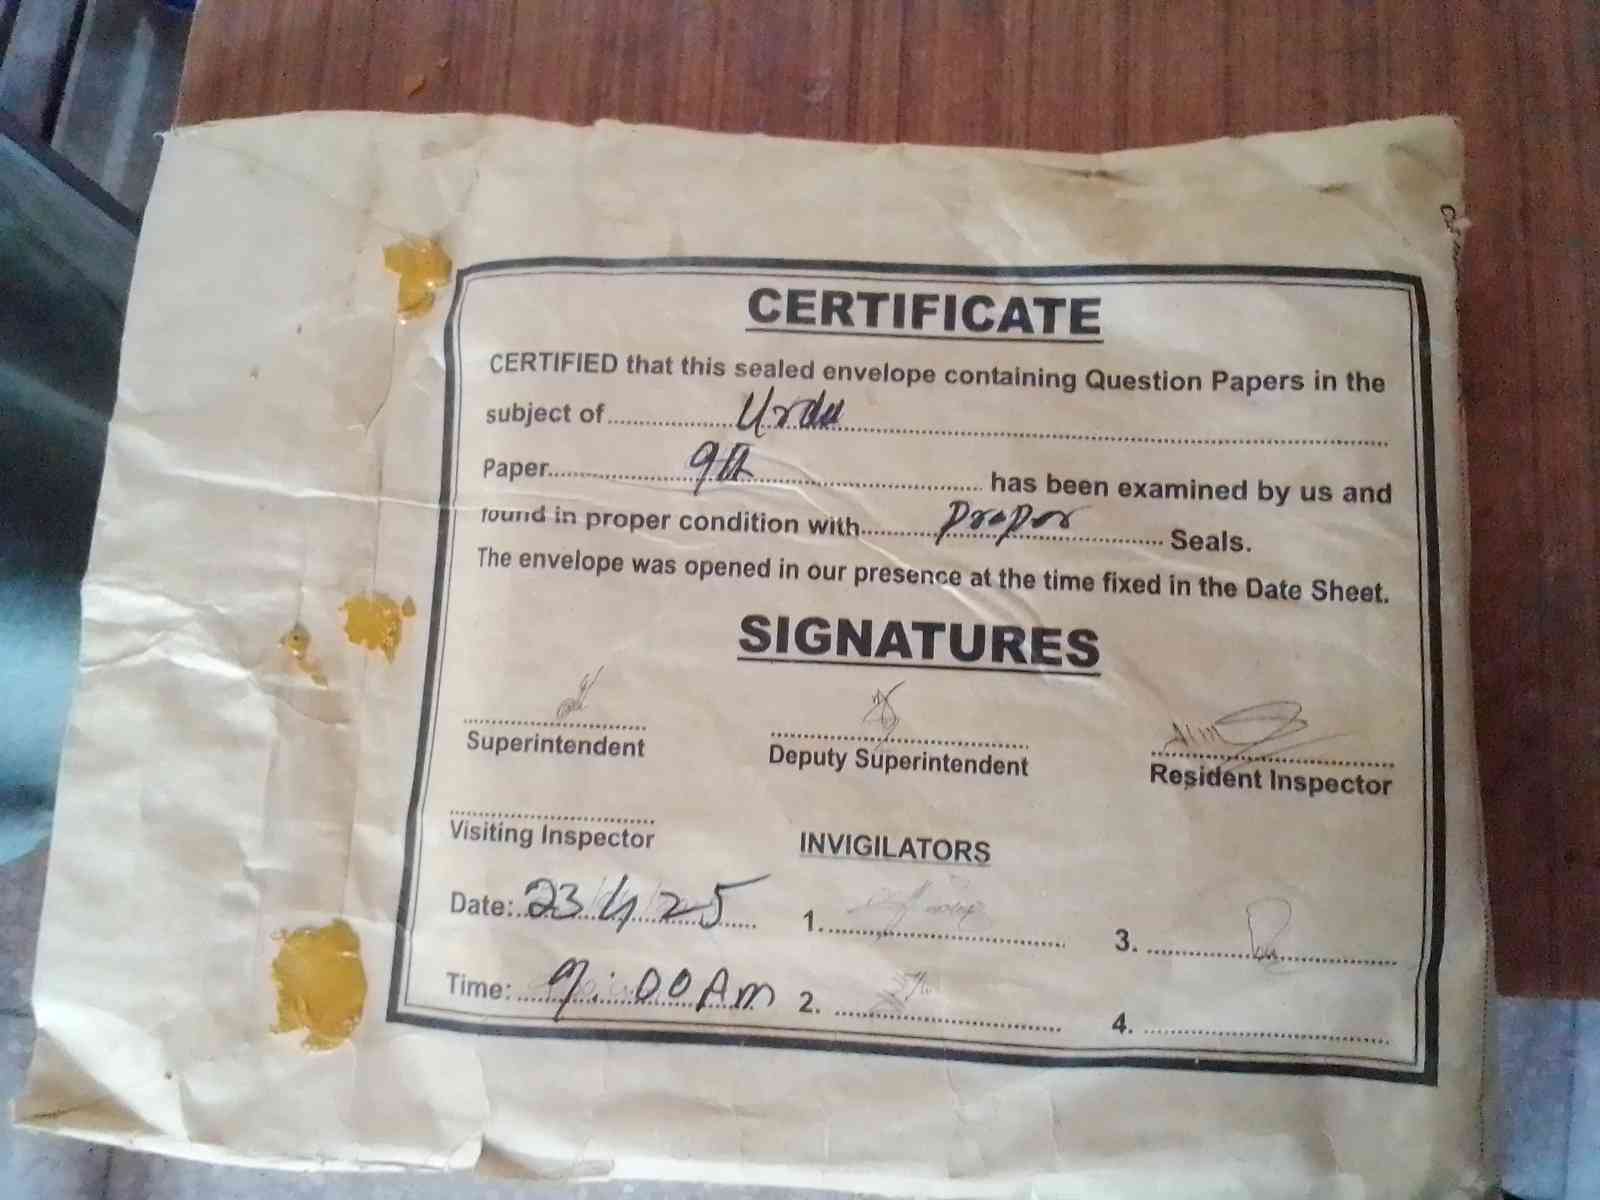 CERTIFICATE
CERTIFIED that this sealed envelope containing Question Papers in the
subject of..........Urdu..........
Paper..........9th.......... has been examined by us and
found in proper condition with..........Proper.......... Seals.
The envelope was opened in our presence at the time fixed in the Date Sheet.
SIGNATURES
Superintendent Deputy Superintendent Resident Inspector
Visiting Inspector INVIGILATORS
Date: 23/4/25 1. 3.
Time: 9:00 Am 2. 4.